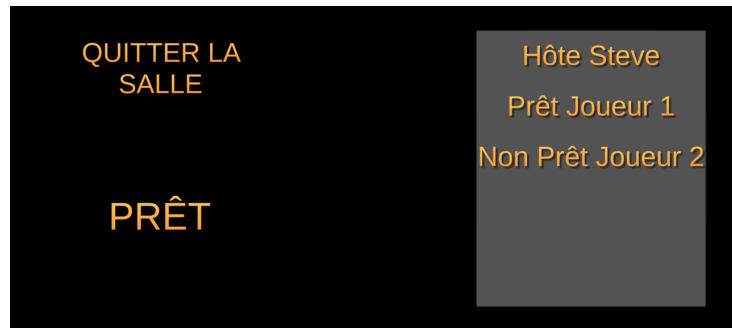 QUITTER LA
SALLE
PRÊT
Hôte Steve
Prêt Joueur 1
Non Prêt Joueur 2